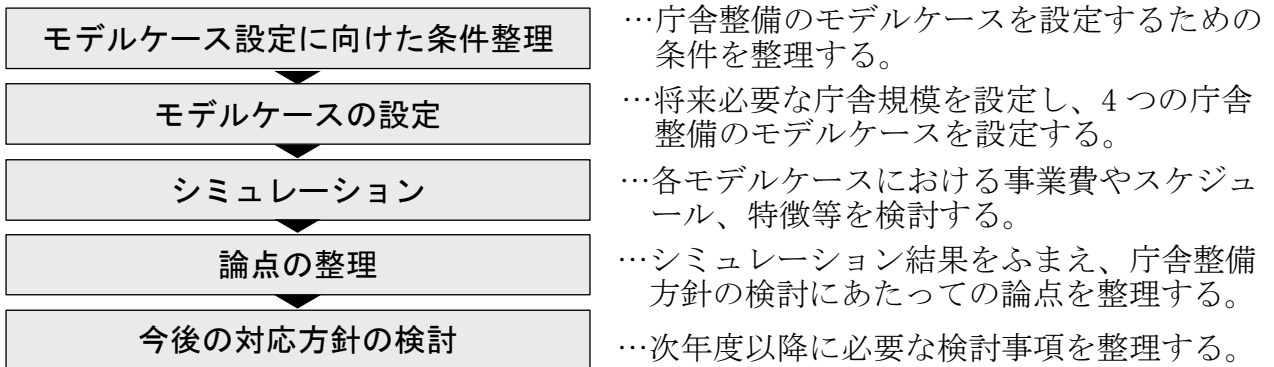 モデルケース設定に向けた条件整理
…庁舎整備のモデルケースを設定するための
条件を整理する。
モデルケースの設定
…将来必要な庁舎規模を設定し、4つの庁舎
整備のモデルケースを設定する。
シミュレーション
…各モデルケースにおける事業費やスケジュ
ール、特徴等を検討する。
論点の整理
…シミュレーション結果をふまえ、庁舎整備
方針の検討にあたっての論点を整理する。
今後の対応方針の検討
…次年度以降に必要な検討事項を整理する。